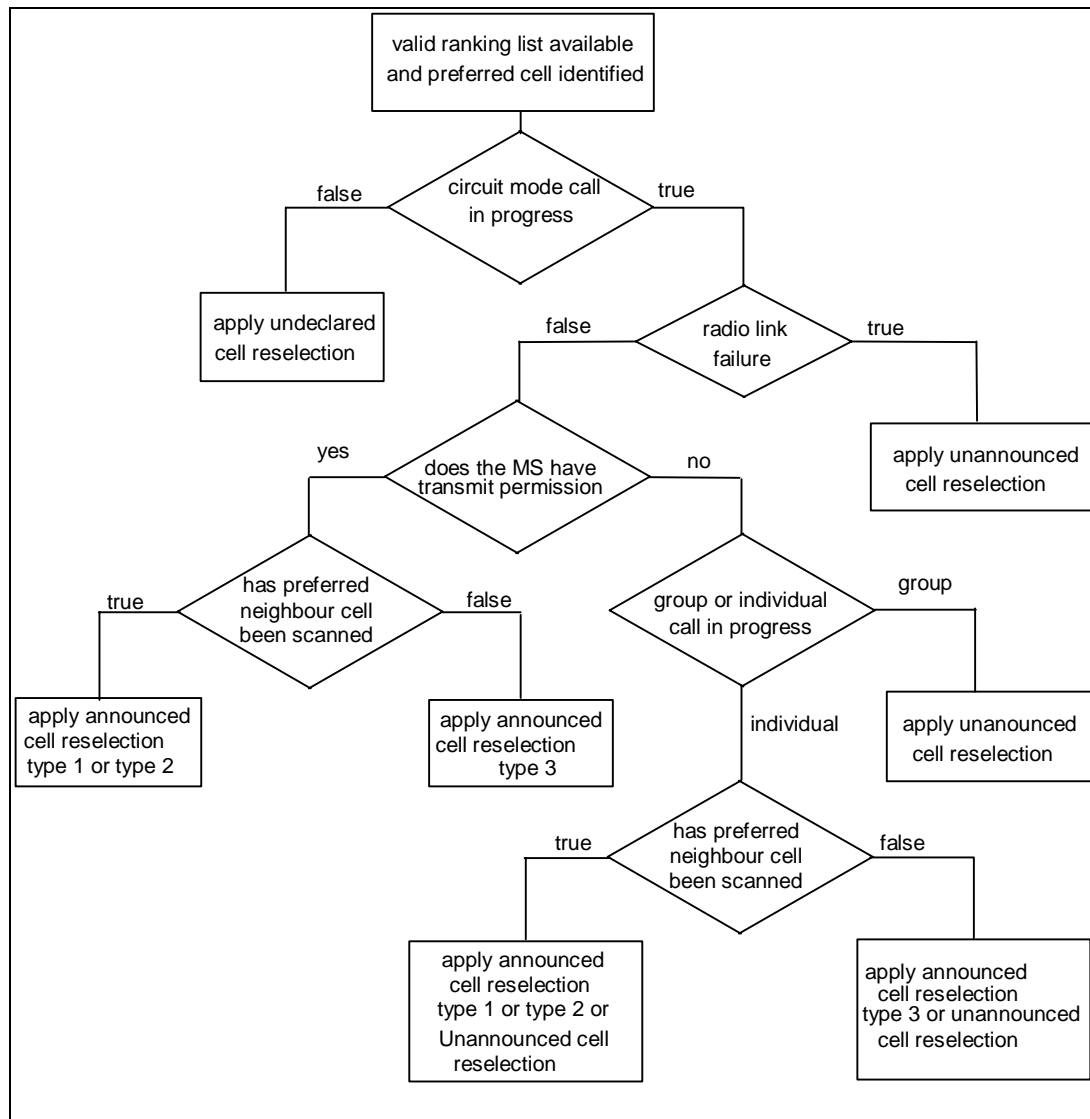 valid ranking list available
and preferred cell identified
circuit mode call
in progress
false
true
apply undeclared
cell reselection
radio link
failure
false
true
apply unannounced
cell reselection
does the MS have
transmit permission
yes
no
has preferred
neighbour cell
been scanned
true
false
group or individual
call in progress
group
individual
apply announced
cell reselection
type 1 or type 2
apply announced
cell reselection
type 3
apply unanounced
cell reselection
has preferred
neighbour cell
been scanned
true
false
apply announced
cell reselection
type 1 or type 2 or
Unannounced cell
reselection
apply announced
cell reselection
type 3 or unannounced
cell reselection